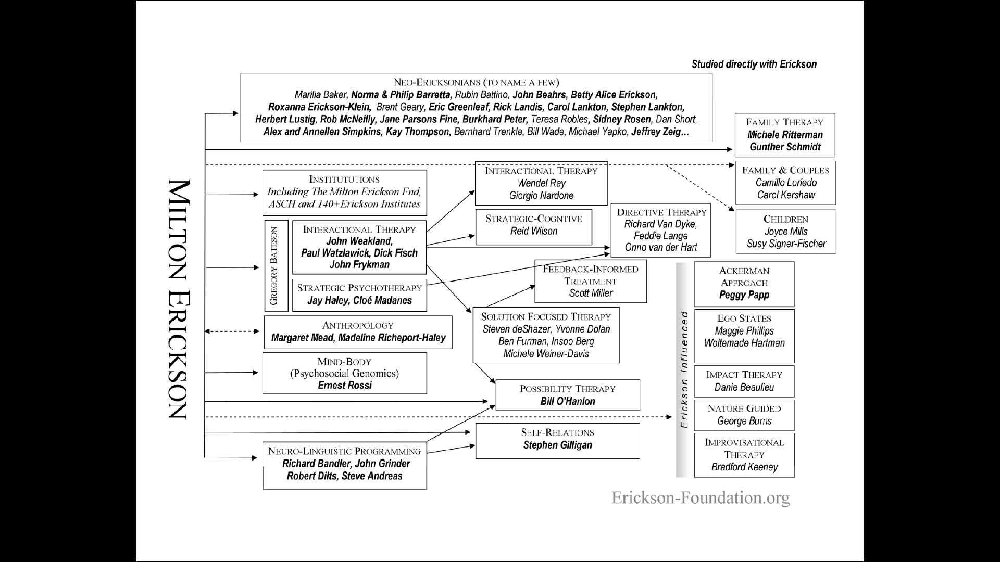 Studied directly with Erickson
NEO-ERICKSONIANS (TO NAME A FEW)
Marilia Baker, Norma & Philip Barretta, Rubin Battino, John Beahrs, Betty Alice Erickson,
Roxanna Erickson-Klein, Brent Geary, Eric Greenleaf, Rick Landis, Carol Lankton, Stephen Lankton,
Herbert Lustig, Rob McNeilly, Jane Parsons Fine, Burkhard Peter, Teresa Robles, Sidney Rosen, Dan Short,
Alex and Annellen Simpkins, Kay Thompson, Bernhard Trenkle, Bill Wade, Michael Yapko, Jeffrey Zeig...
FAMILY THERAPY
Michele Ritterman
Gunther Schmidt
FAMILY & COUPLES
Camillo Loriedo
Carol Kershaw
CHILDREN
Joyce Mills
Susy Signer-Fischer
MILTON ERICKSON
INSTITUTUTIONS
Including The Milton Erickson Fnd,
ASCH and 140+Erickson Institutes
GREGORY BATESON
INTERACTIONAL THERAPY
John Weakland,
Paul Watzlawick, Dick Fisch
John Frykman
STRATEGIC PSYCHOTHERAPY
Jay Haley, Cloé Madanes
INTERACTIONAL THERAPY
Wendel Ray
Giorgio Nardone
STRATEGIC-COGNTIVE
Reid Wilson
DIRECTIVE THERAPY
Richard Van Dyke,
Feddie Lange
Onno van der Hart
FEEDBACK-INFORMED
TREATMENT
Scott Miller
SOLUTION FOCUSED THERAPY
Steven deShazer, Yvonne Dolan
Ben Furman, Insoo Berg
Michele Weiner-Davis
ANTHROPOLOGY
Margaret Mead, Madeline Richeport-Haley
MIND-BODY
(Psychosocial Genomics)
Ernest Rossi
POSSIBILITY THERAPY
Bill O'Hanlon
SELF-RELATIONS
Stephen Gilligan
NEURO-LINGUISTIC PROGRAMMING
Richard Bandler, John Grinder
Robert Dilts, Steve Andreas
Erickson Influenced
ACKERMAN
APPROACH
Peggy Papp
EGO STATES
Maggie Phillips
Woltemade Hartman
IMPACT THERAPY
Danie Beaulieu
NATURE GUIDED
George Burns
IMPROVISATIONAL
THERAPY
Bradford Keeney
Erickson-Foundation.org